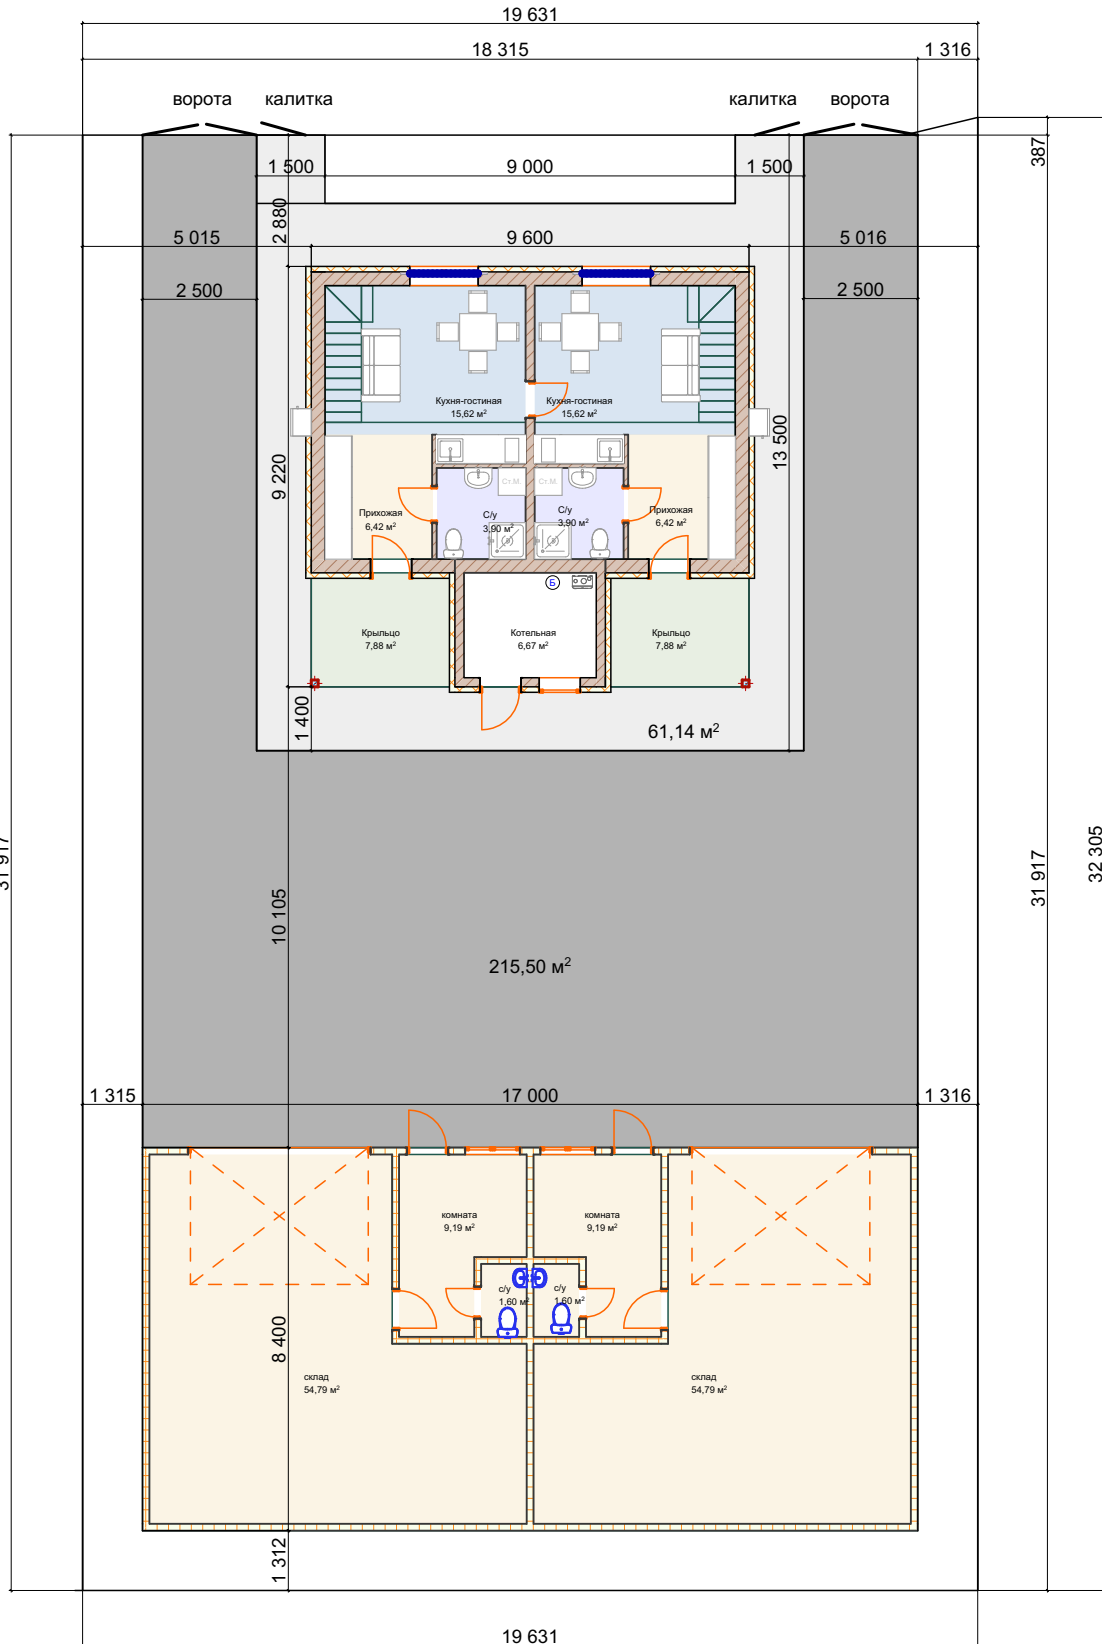 19 631
18 315
1 316
ворота
калитка
калитка
ворота
387
1 500
9 000
1 500
2 880
5 015
9 600
5 016
2 500
2 500
Кухня-гостиная
15,62 м²
Кухня-гостиная
15,62 м²
13 500
9 220
Ст.М.
Ст.М.
Прихожая
6,42 м²
С/у
3,90 м²
С/у
3,90 м²
Прихожая
6,42 м²
Б
Крыльцо
7,88 м²
Котельная
6,67 м²
Крыльцо
7,88 м²
1 400
61,14 м²
31 917
31 917
32 305
10 105
215,50 м²
1 315
17 000
1 316
комната
9,19 м²
комната
9,19 м²
с/у
1,60 м²
с/у
1,60 м²
8 400
склад
54,79 м²
склад
54,79 м²
1 312
19 631